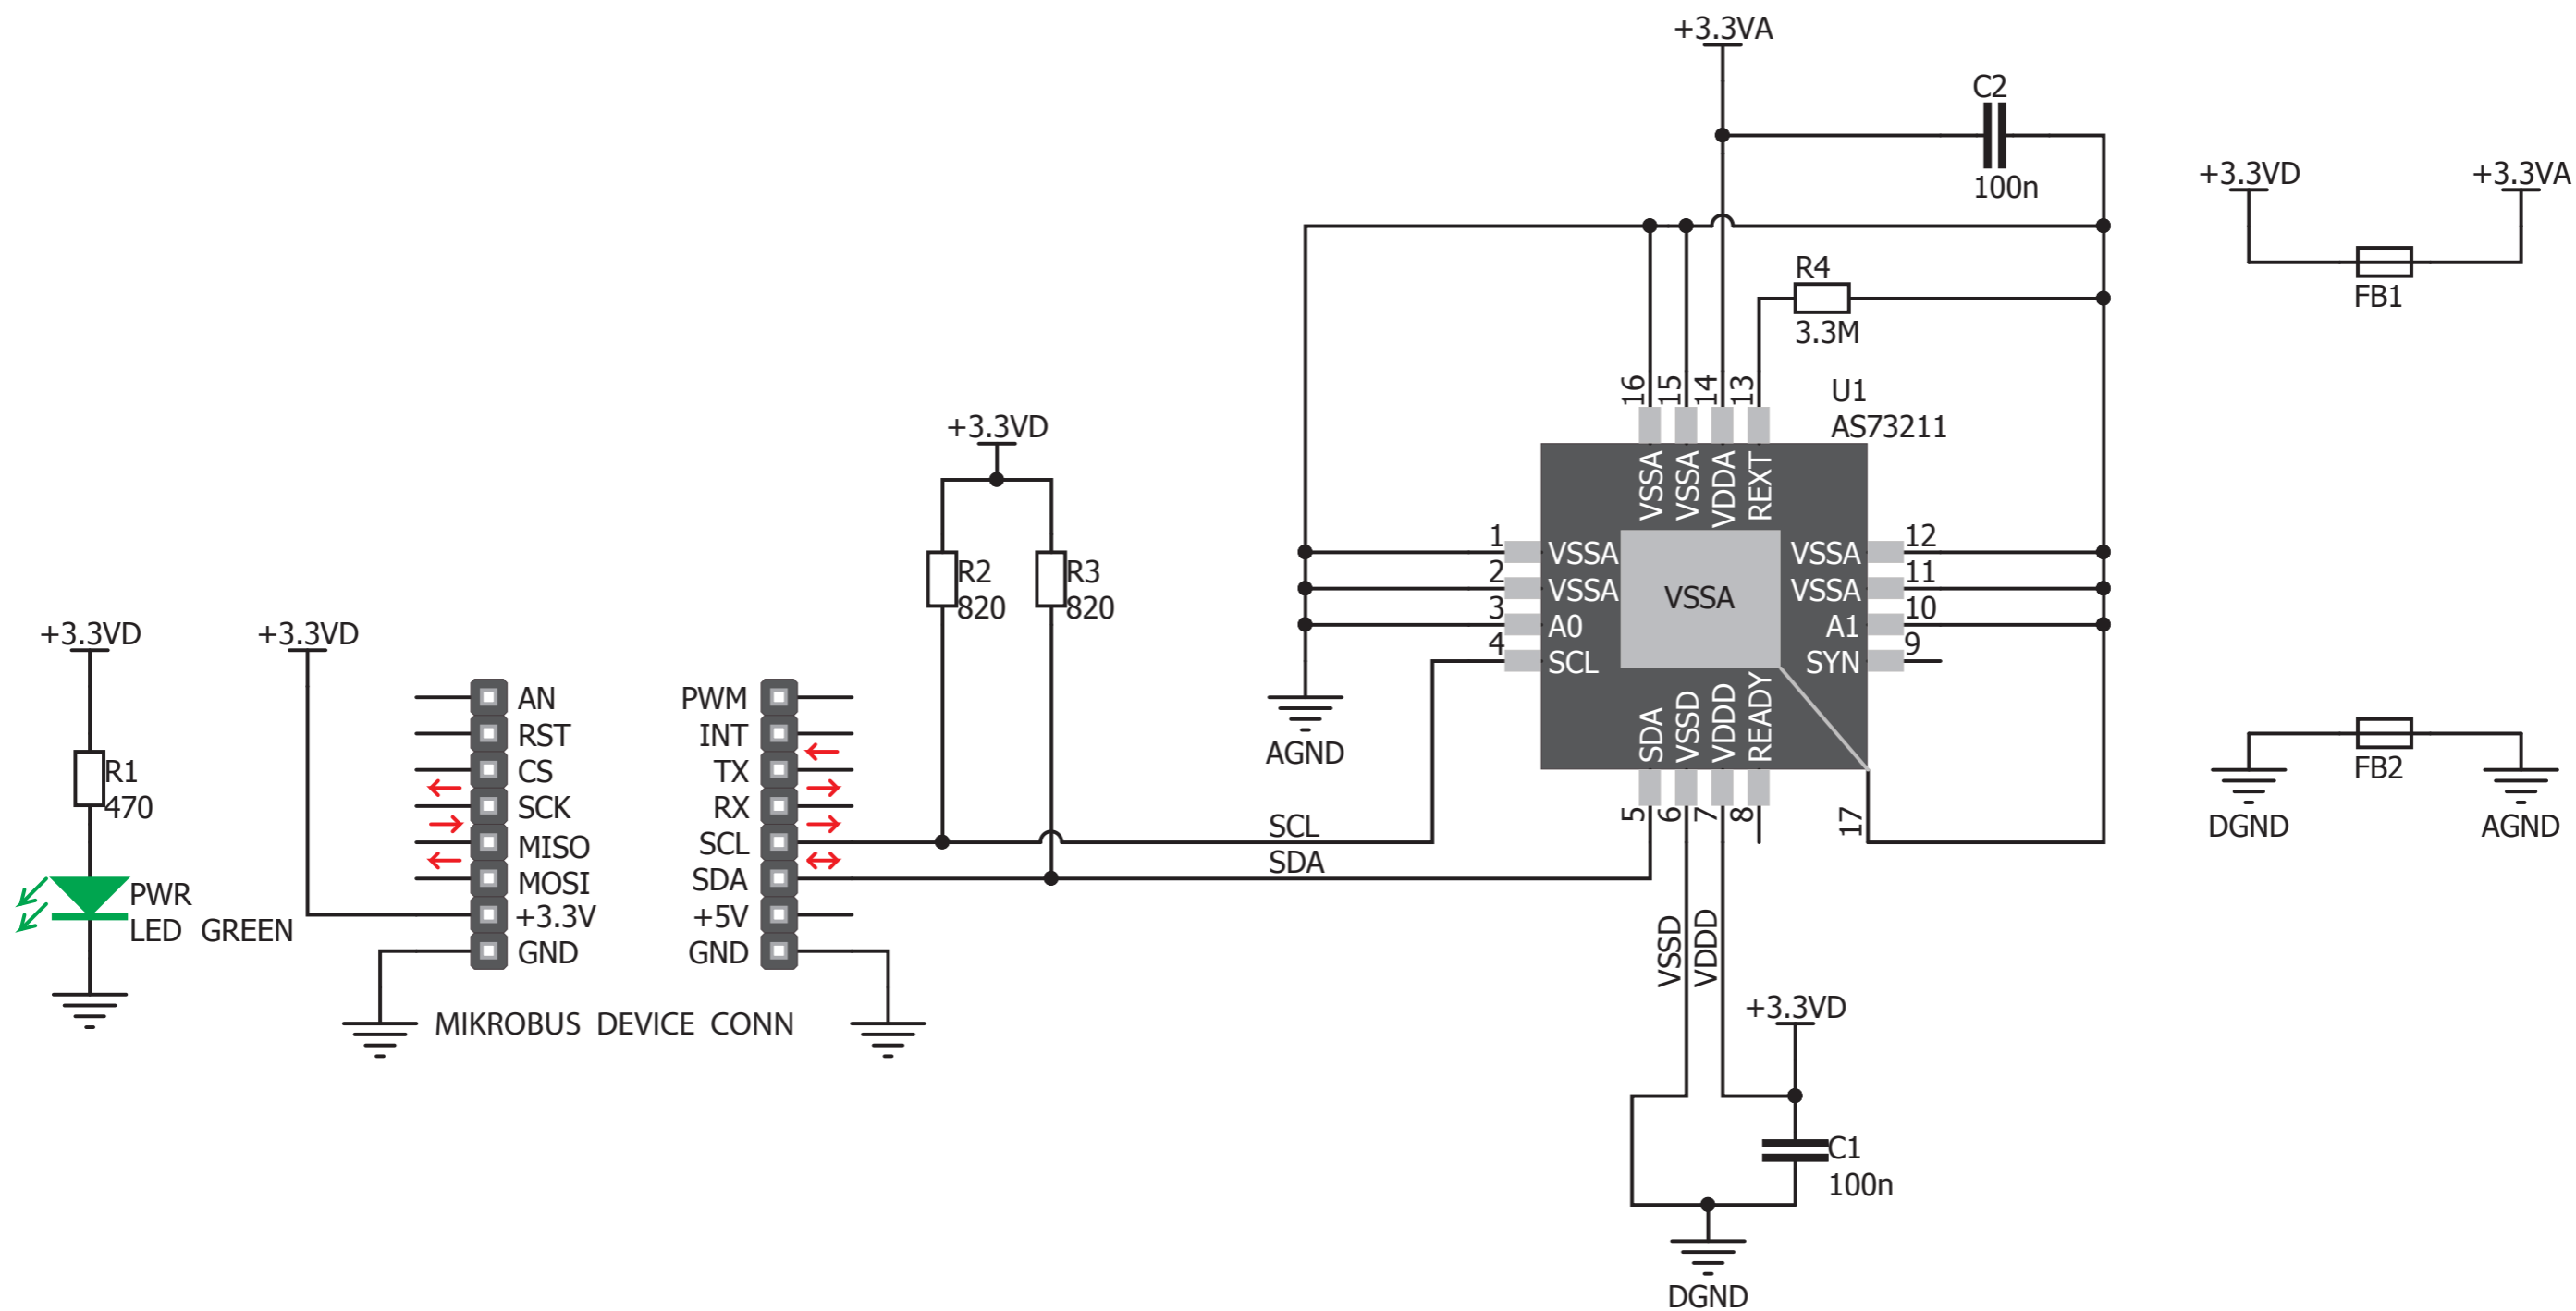 +3.3VA
C2
100n
+3.3VD
+3.3VA
FB1
R4
3.3M
U1
AS73211
16
15
14
13
VSSA
VSSA
VDDA
REXT
+3.3VD
R2
820
R3
820
1
2
3
4
VSSA
VSSA
A0
SCL
VSSA
VSSA
VSSA
A1
SYN
12
11
10
9
AGND
SDA
VSSD
VDDD
READY
5
6
7
8
17
FB2
DGND
AGND
+3.3VD
+3.3VD
R1
470
PWR
LED GREEN
AN
RST
CS
SCK
MISO
MOSI
+3.3V
GND
PWM
INT
TX
RX
SCL
SDA
+5V
GND
MIKROBUS DEVICE CONN
SCL
SDA
VSSD
VDDD
+3.3VD
C1
100n
DGND